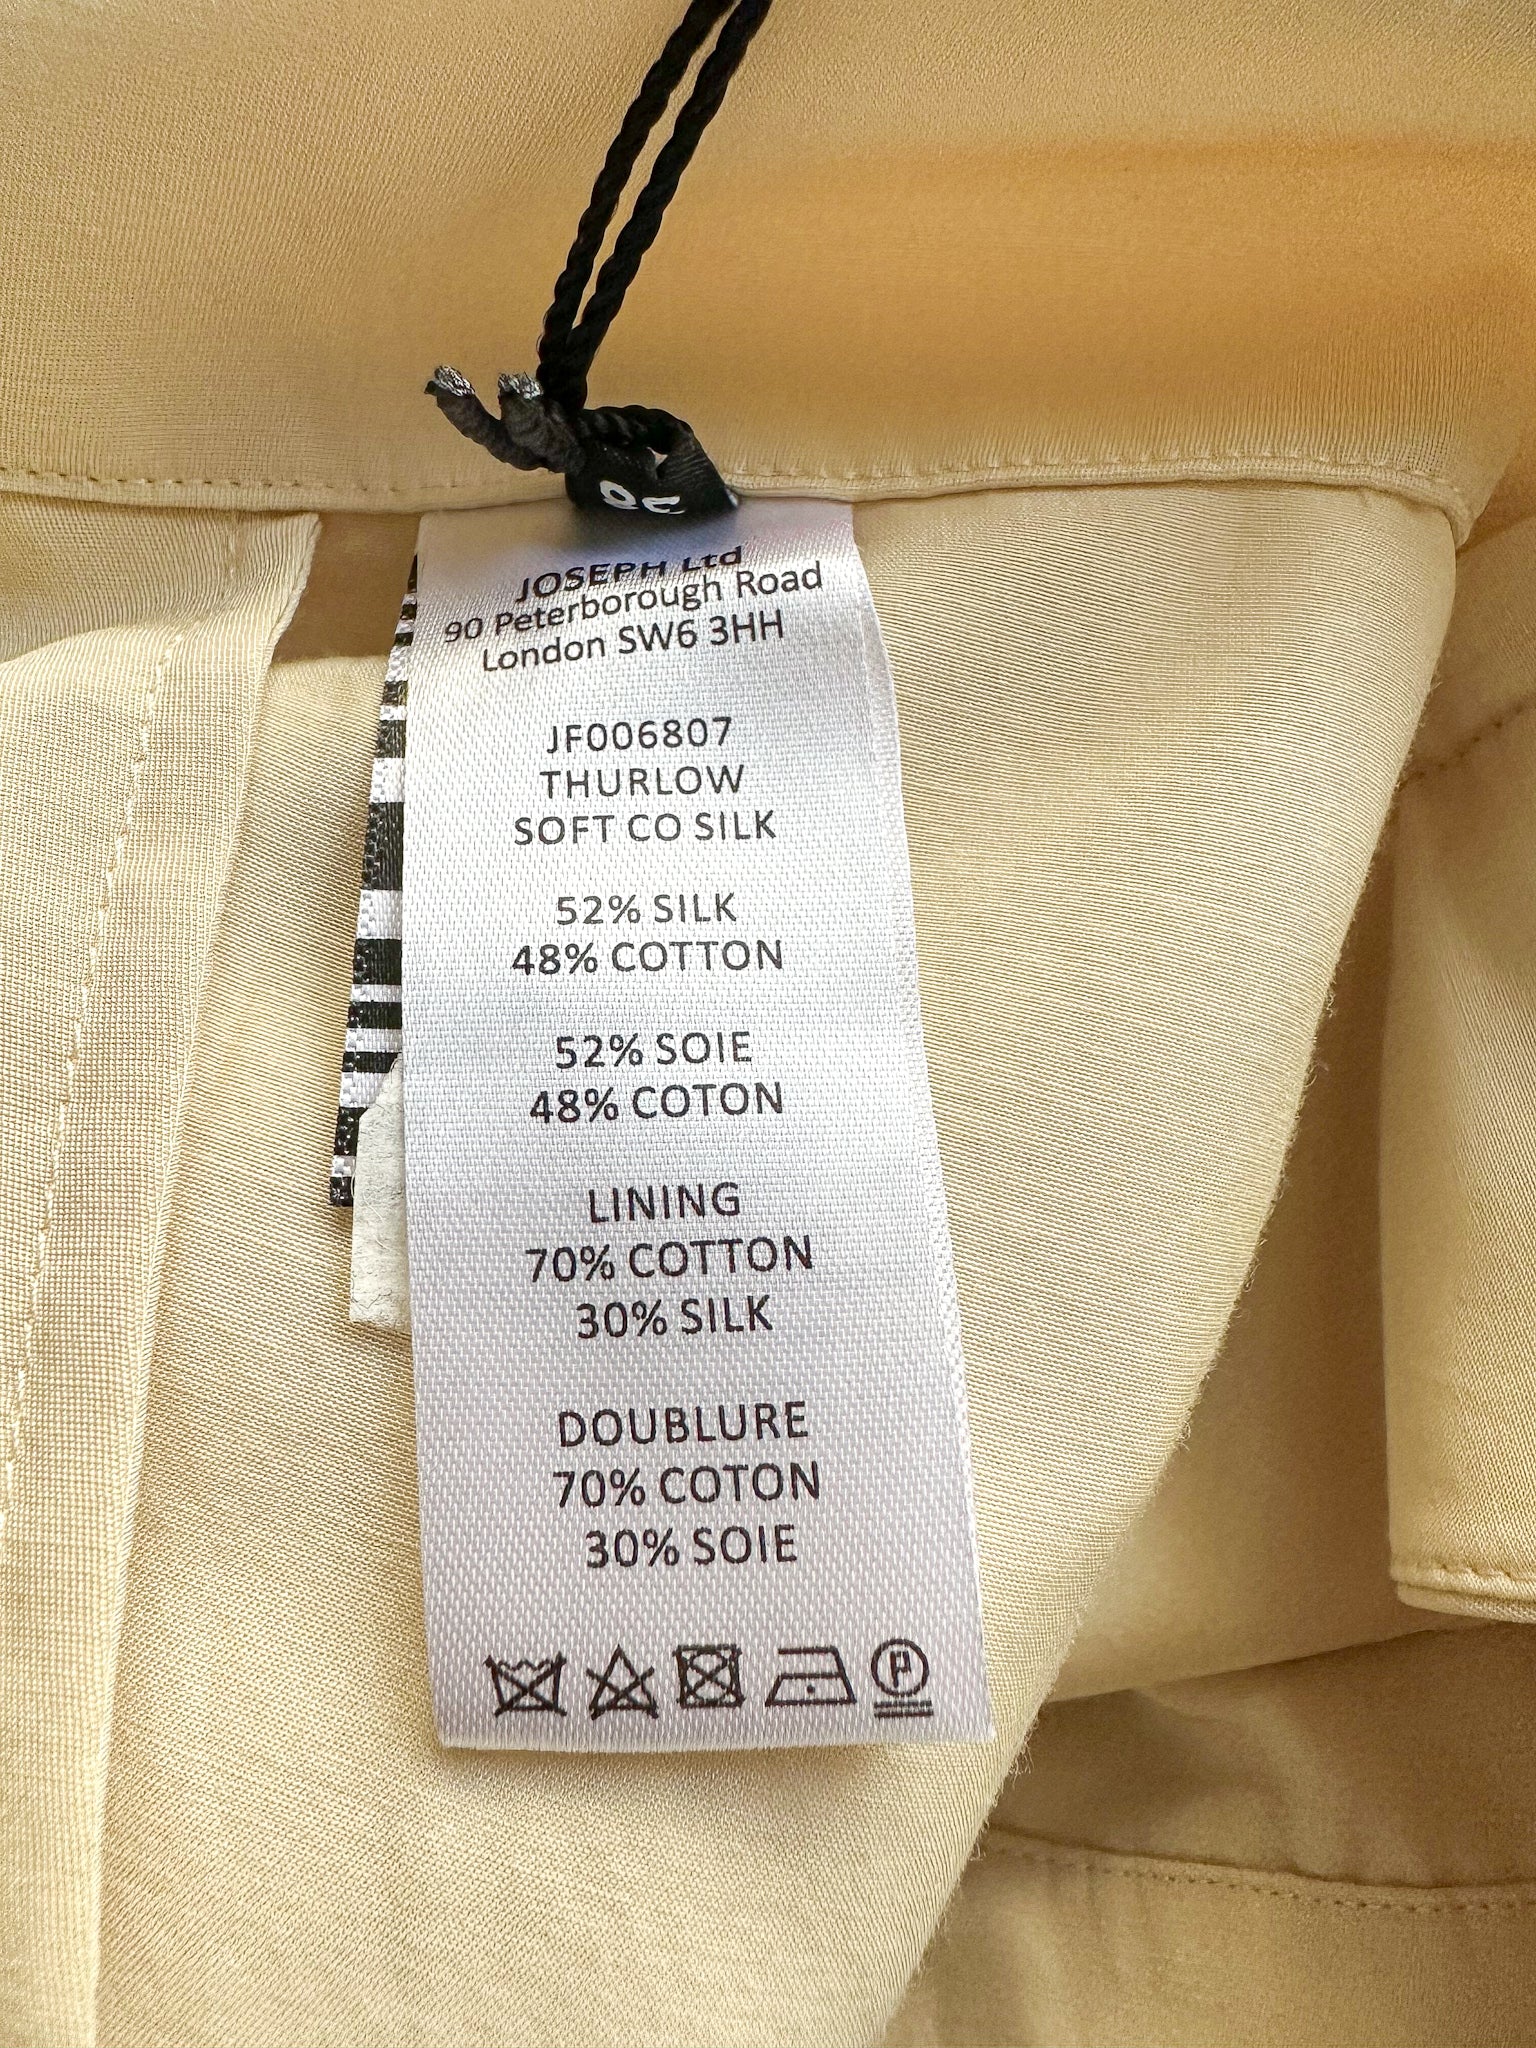 JOSEPH Ltd
90 Peterborough Road
London SW6 3HH
JF006807
THURLOW
SOFT CO SILK
52% SILK
48% COTTON
52% SOIE
48% COTON
LINING
70% COTTON
30% SILK
DOUBLURE
70% COTON
30% SOIE
P